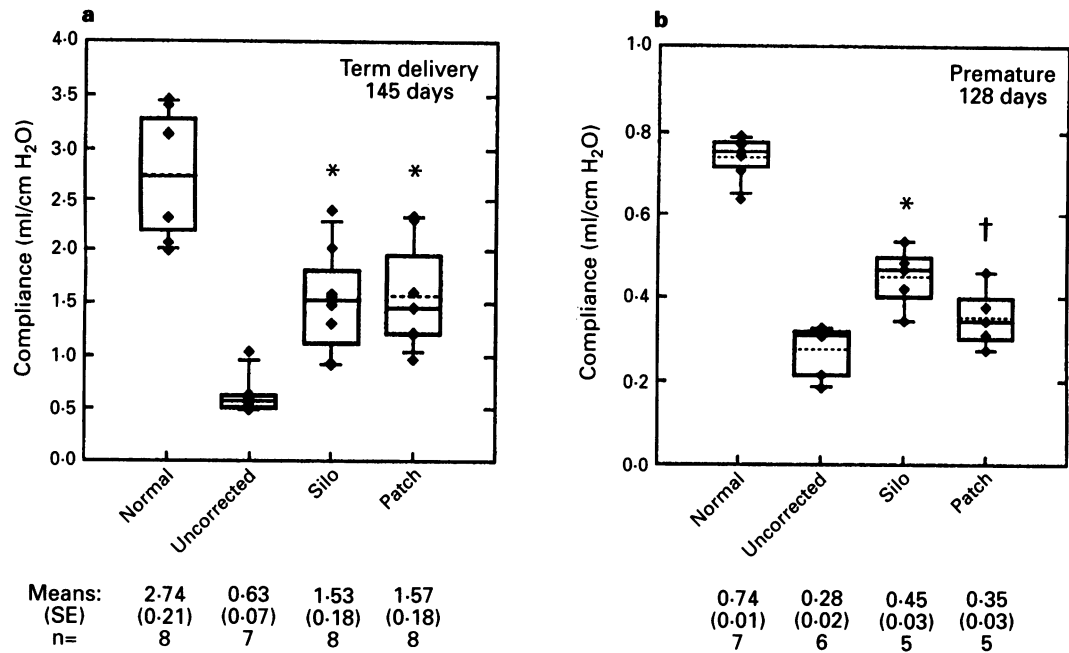 a
4·0
3·5
3·0
2·5
2·0
1·5
1·0
0·5
0·0
Compliance (ml/cm H₂O)
Term delivery
145 days
*
*
Normal
Uncorrected
Silo
Patch
Means: 2·74 0·63 1·53 1·57
(SE) (0·21) (0·07) (0·18) (0·18)
n= 8 7 8 8
b
1·0
0·8
0·6
0·4
0·2
0·0
Compliance (ml/cm H₂O)
Premature
128 days
*
†
Normal
Uncorrected
Silo
Patch
0·74 0·28 0·45 0·35
(0·01) (0·02) (0·03) (0·03)
7 6 5 5